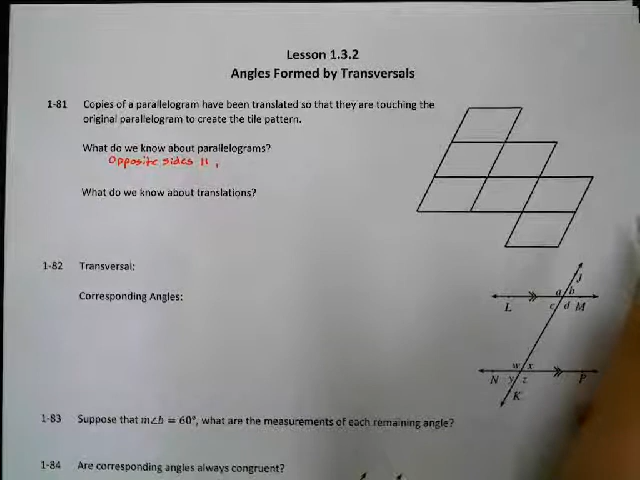 Lesson 1.3.2
Angles Formed by Transversals
1-81 Copies of a parallelogram have been translated so that they are touching the
original parallelogram to create the tile pattern.
What do we know about parallelograms?
Opposite sides ||,
What do we know about translations?
1-82 Transversal:
Corresponding Angles:
J
a b
L c d M
w x
N y z P
K
1-83 Suppose that m∠b = 60°, what are the measurements of each remaining angle?
1-84 Are corresponding angles always congruent?